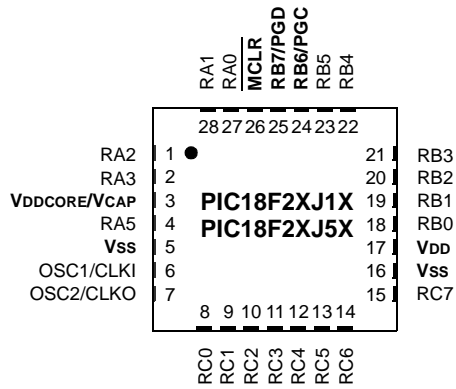 RA1
RA0
MCLR
RB7/PGD
RB6/PGC
RB5
RB4
28 27 26 25 24 23 22
RA2 1
RA3 2
VDDCORE/VCAP 3
RA5 4
VSS 5
OSC1/CLKI 6
OSC2/CLKO 7
PIC18F2XJ1X
PIC18F2XJ5X
21 RB3
20 RB2
19 RB1
18 RB0
17 VDD
16 VSS
15 RC7
8 9 10 11 12 13 14
RC0
RC1
RC2
RC3
RC4
RC5
RC6